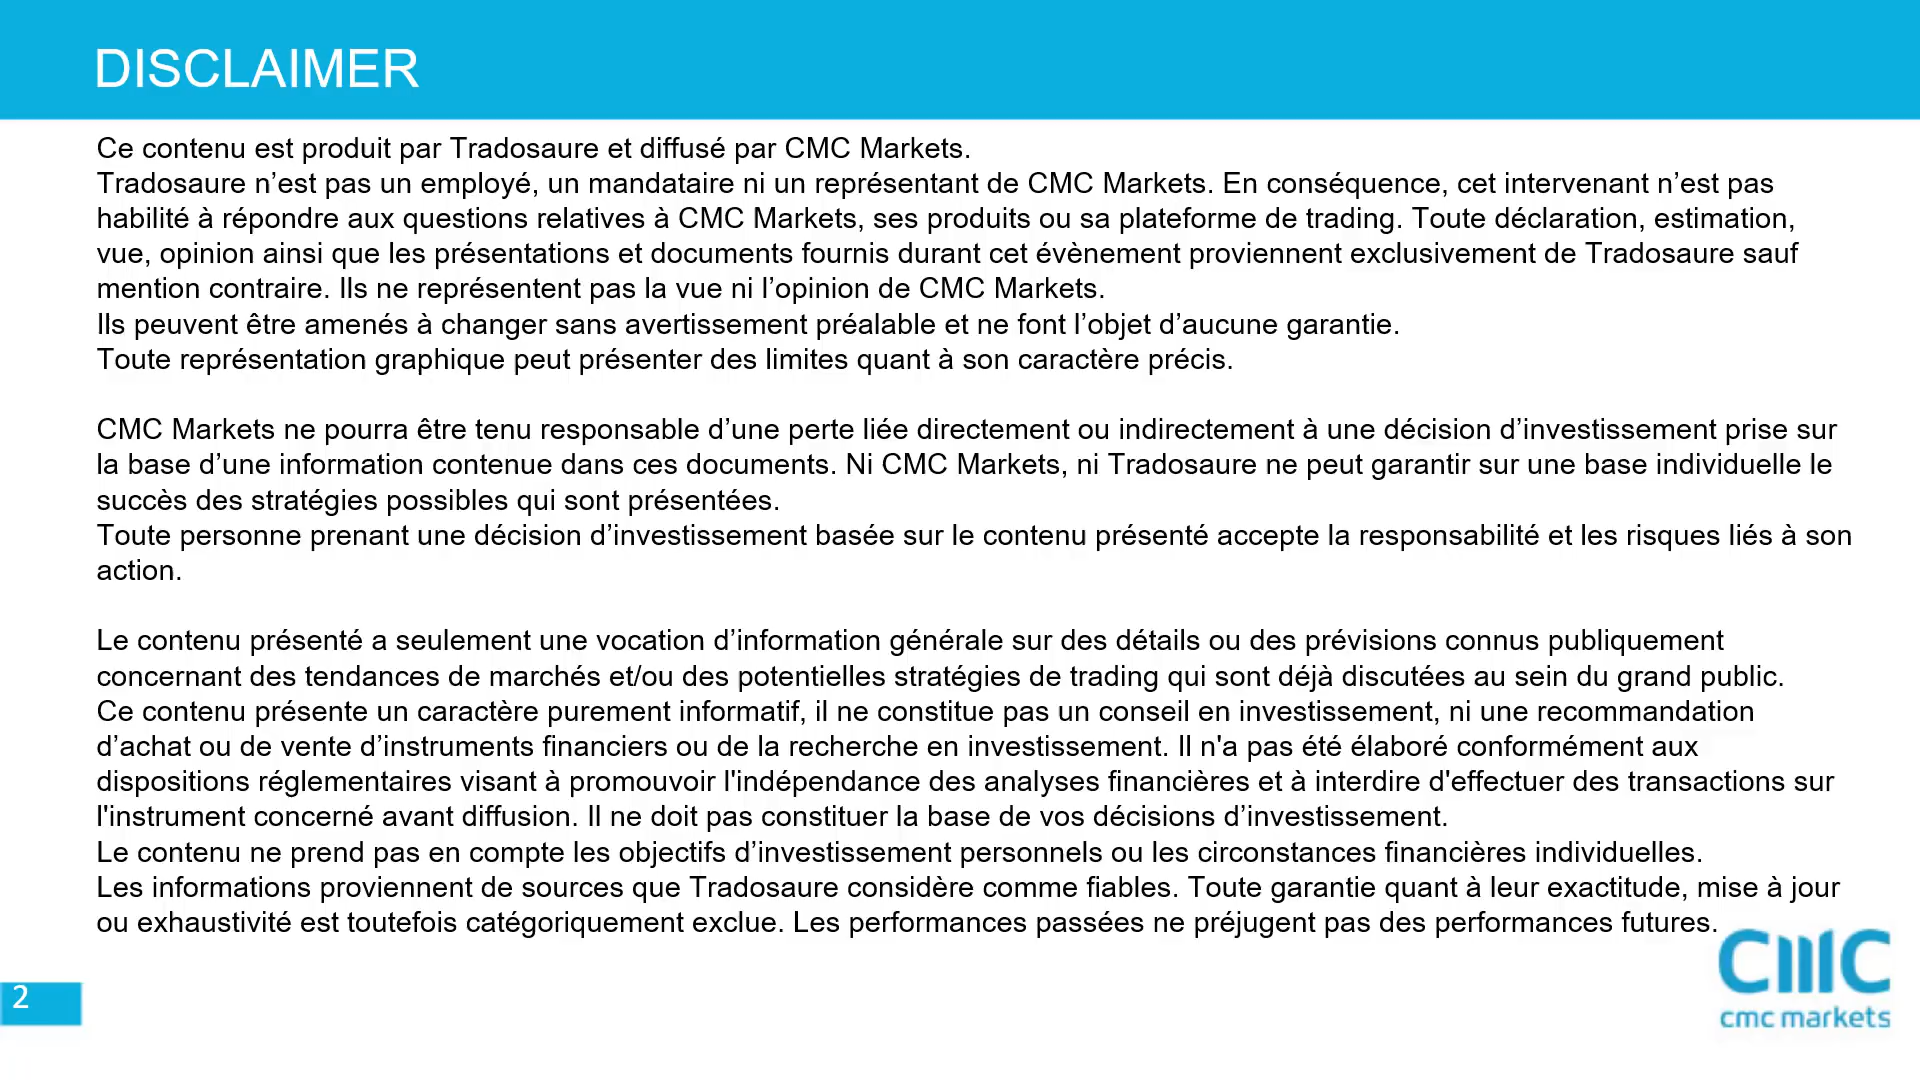 DISCLAIMER
Ce contenu est produit par Tradosaure et diffusé par CMC Markets.
Tradosaure n’est pas un employé, un mandataire ni un représentant de CMC Markets. En conséquence, cet intervenant n’est pas
habilité à répondre aux questions relatives à CMC Markets, ses produits ou sa plateforme de trading. Toute déclaration, estimation,
vue, opinion ainsi que les présentations et documents fournis durant cet évènement proviennent exclusivement de Tradosaure sauf
mention contraire. Ils ne représentent pas la vue ni l’opinion de CMC Markets.
Ils peuvent être amenés à changer sans avertissement préalable et ne font l’objet d’aucune garantie.
Toute représentation graphique peut présenter des limites quant à son caractère précis.
CMC Markets ne pourra être tenu responsable d’une perte liée directement ou indirectement à une décision d’investissement prise sur
la base d’une information contenue dans ces documents. Ni CMC Markets, ni Tradosaure ne peut garantir sur une base individuelle le
succès des stratégies possibles qui sont présentées.
Toute personne prenant une décision d’investissement basée sur le contenu présenté accepte la responsabilité et les risques liés à son
action.
Le contenu présenté a seulement une vocation d’information générale sur des détails ou des prévisions connus publiquement
concernant des tendances de marchés et/ou des potentielles stratégies de trading qui sont déjà discutées au sein du grand public.
Ce contenu présente un caractère purement informatif, il ne constitue pas un conseil en investissement, ni une recommandation
d’achat ou de vente d’instruments financiers ou de la recherche en investissement. Il n'a pas été élaboré conformément aux
dispositions réglementaires visant à promouvoir l'indépendance des analyses financières et à interdire d'effectuer des transactions sur
l'instrument concerné avant diffusion. Il ne doit pas constituer la base de vos décisions d’investissement.
Le contenu ne prend pas en compte les objectifs d’investissement personnels ou les circonstances financières individuelles.
Les informations proviennent de sources que Tradosaure considère comme fiables. Toute garantie quant à leur exactitude, mise à jour
ou exhaustivité est toutefois catégoriquement exclue. Les performances passées ne préjugent pas des performances futures.
2
CMC
cmc markets